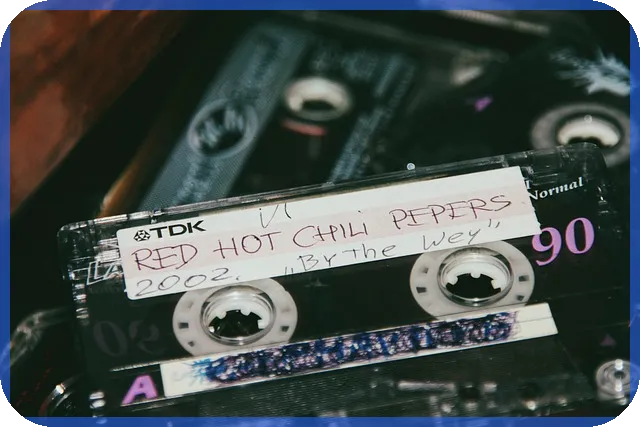 Normal
TDK
RED HOT CHILI PEPERS
2002. „By The Wey"
90
A